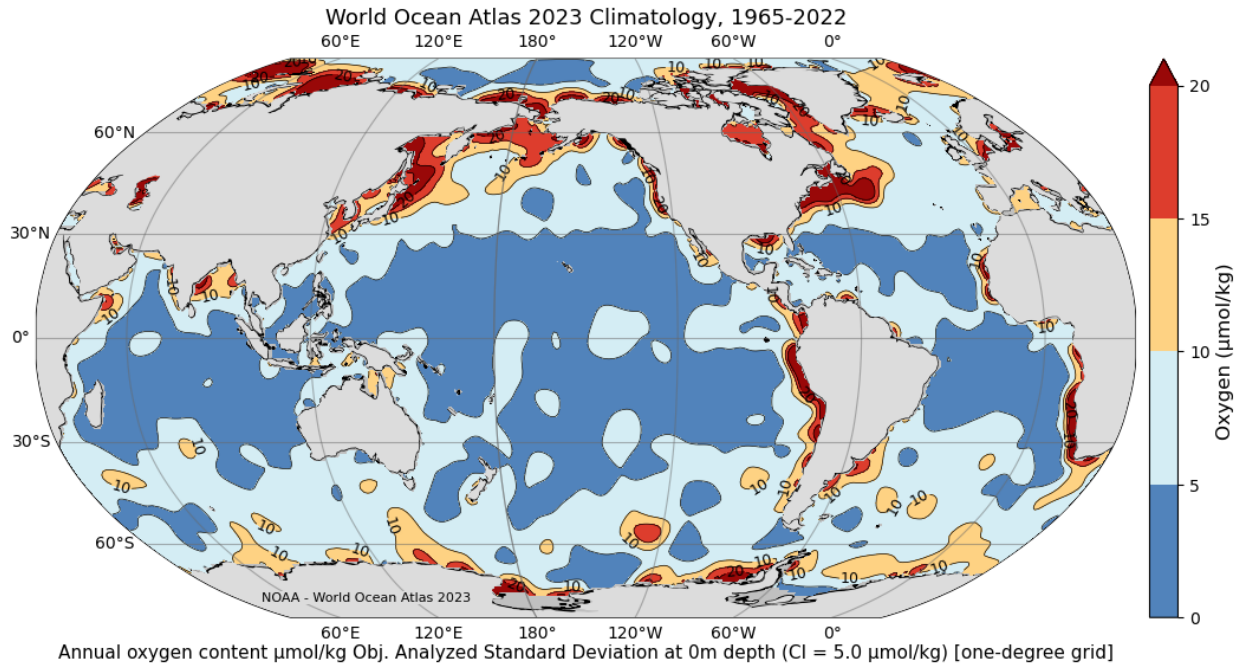 World Ocean Atlas 2023 Climatology, 1965-2022
60°E 120°E 180° 120°W 60°W 0°
60°N
30°N
0°
30°S
60°S
20
15
10
5
0
Oxygen (μmol/kg)
NOAA - World Ocean Atlas 2023
60°E 120°E 180° 120°W 60°W 0°
Annual oxygen content μmol/kg Obj. Analyzed Standard Deviation at 0m depth (CI = 5.0 μmol/kg) [one-degree grid]